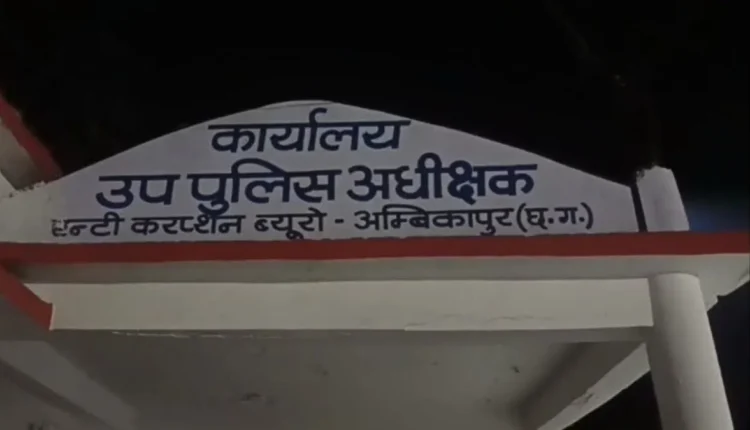 कार्यालय
उप पुलिस अधीक्षक
एन्टी करप्शन ब्यूरो - अम्बिकापुर (छ.ग.)